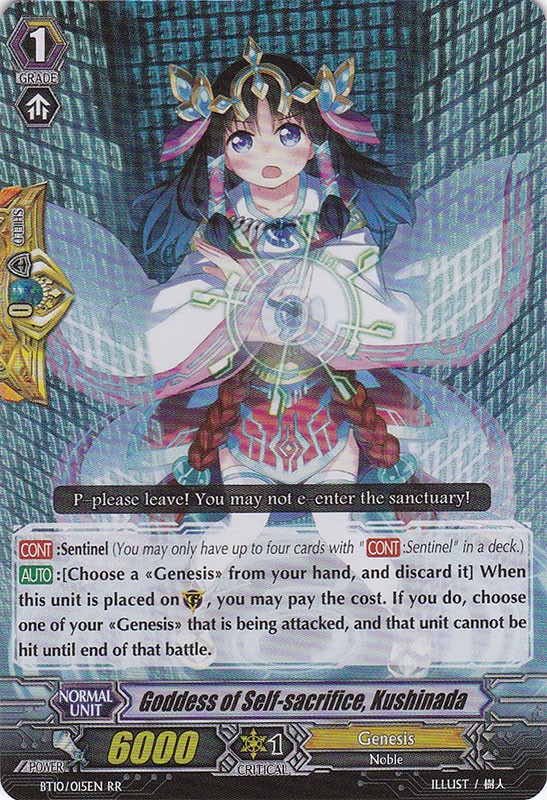 1
GRADE
SHIELD
0
P-please leave! You may not e-enter the sanctuary!
CONT :Sentinel (You may only have up to four cards with "CONT :Sentinel" in a deck.)
AUTO :[Choose a «Genesis» from your hand, and discard it] When
this unit is placed on , you may pay the cost. If you do, choose
one of your «Genesis» that is being attacked, and that unit cannot be
hit until end of that battle.
NORMAL
UNIT
Goddess of Self-sacrifice, Kushinada
POWER
6000
1
CRITICAL
Genesis
Noble
BT10/015EN RR
ILLUST / 樹人